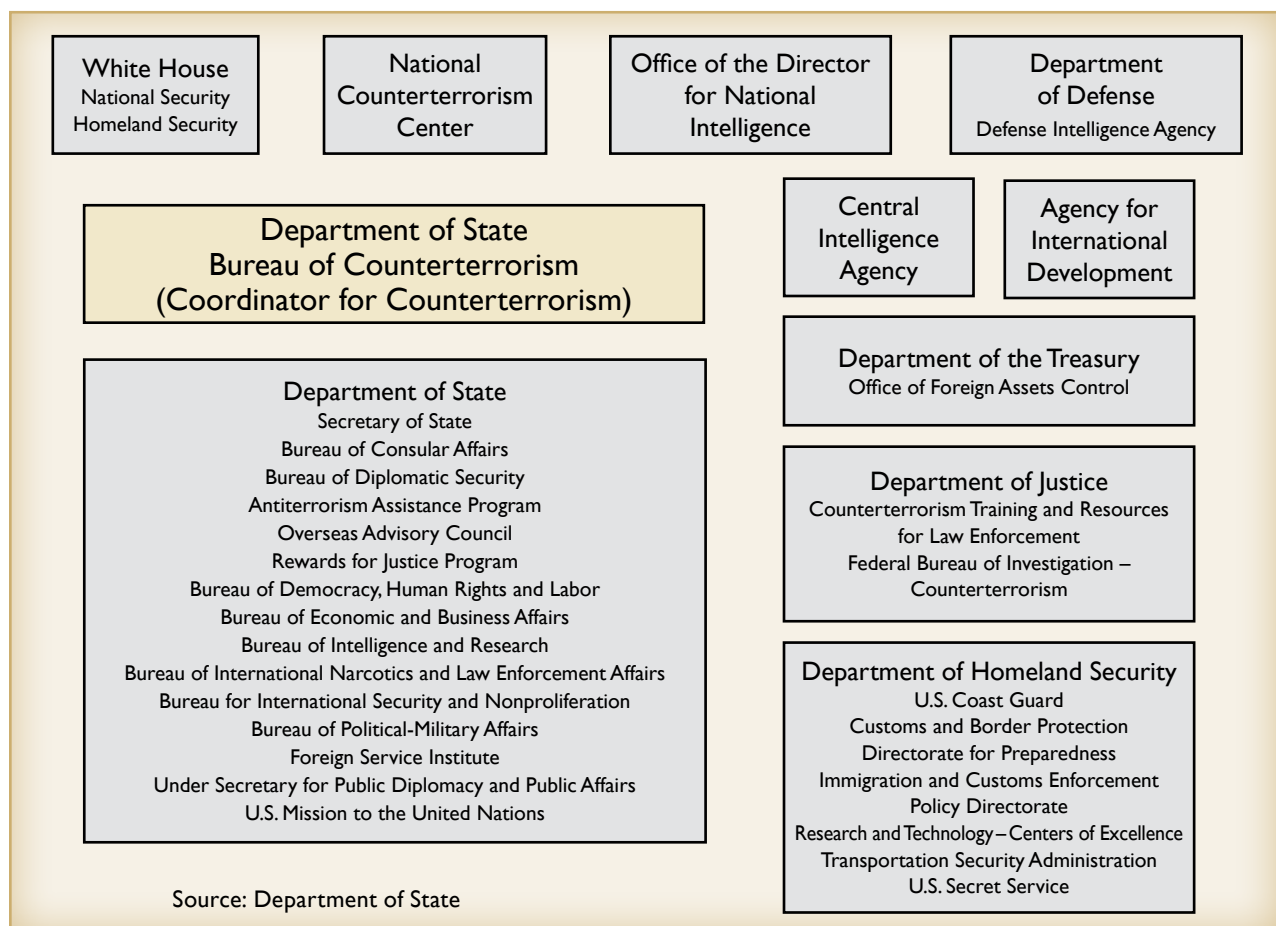 White House
National Security
Homeland Security
National
Counterterrorism
Center
Office of the Director
for National
Intelligence
Department
of Defense
Defense Intelligence Agency
Department of State
Bureau of Counterterrorism
(Coordinator for Counterterrorism)
Central
Intelligence
Agency
Agency for
International
Development
Department of State
Secretary of State
Bureau of Consular Affairs
Bureau of Diplomatic Security
Antiterrorism Assistance Program
Overseas Advisory Council
Rewards for Justice Program
Bureau of Democracy, Human Rights and Labor
Bureau of Economic and Business Affairs
Bureau of Intelligence and Research
Bureau of International Narcotics and Law Enforcement Affairs
Bureau for International Security and Nonproliferation
Bureau of Political-Military Affairs
Foreign Service Institute
Under Secretary for Public Diplomacy and Public Affairs
U.S. Mission to the United Nations
Department of the Treasury
Office of Foreign Assets Control
Department of Justice
Counterterrorism Training and Resources
for Law Enforcement
Federal Bureau of Investigation –
Counterterrorism
Department of Homeland Security
U.S. Coast Guard
Customs and Border Protection
Directorate for Preparedness
Immigration and Customs Enforcement
Policy Directorate
Research and Technology – Centers of Excellence
Transportation Security Administration
U.S. Secret Service
Source: Department of State